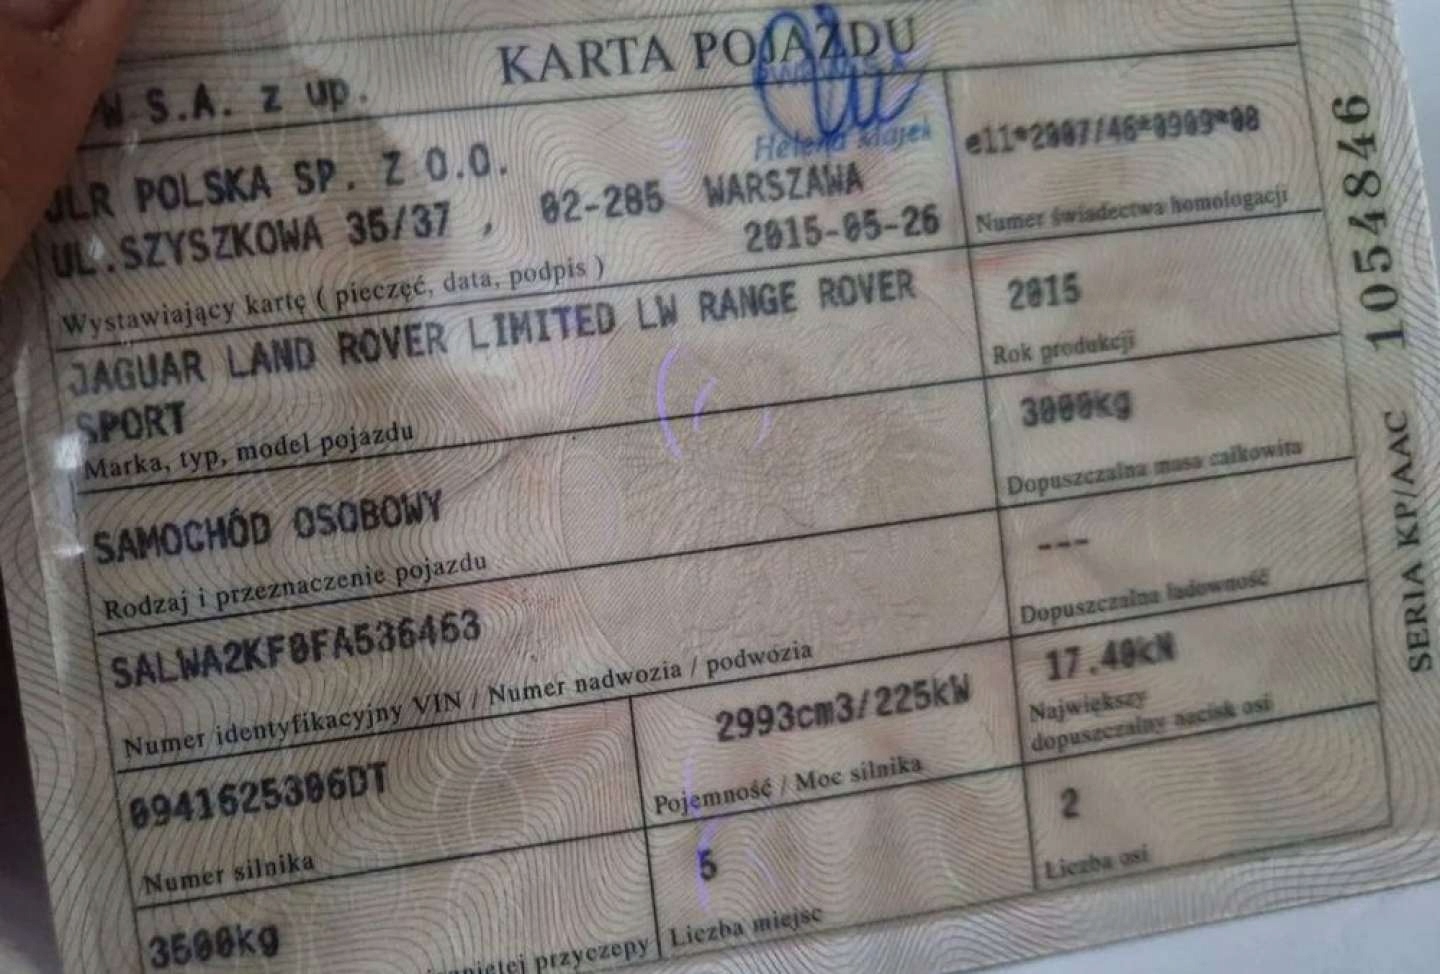 KARTA POJAZDU
W S.A. z up.
Helena Majek
JLR POLSKA SP. Z O.O.
UL.SZYSZKOWA 35/37 , 02-285 WARSZAWA
2015-05-26
Wystawiający kartę ( pieczęć, data, podpis )
e11*2007/46*0909*08
Numer świadectwa homologacji
JAGUAR LAND ROVER LIMITED LW RANGE ROVER
SPORT
Marka, typ, model pojazdu
2015
Rok produkcji
3000kg
Dopuszczalna masa całkowita
SAMOCHÓD OSOBOWY
Rodzaj i przeznaczenie pojazdu
---
Dopuszczalna ładowność
SALWA2KF0FA536463
Numer identyfikacyjny VIN / Numer nadwozia / podwozia
17.40kN
Największy
dopuszczalny nacisk osi
0941625306DT
Numer silnika
2993cm3/225kW
Pojemność / Moc silnika
2
Liczba osi
3500kg
przyczepy
5
Liczba miejsc
SERIA KP/AAC 1054846